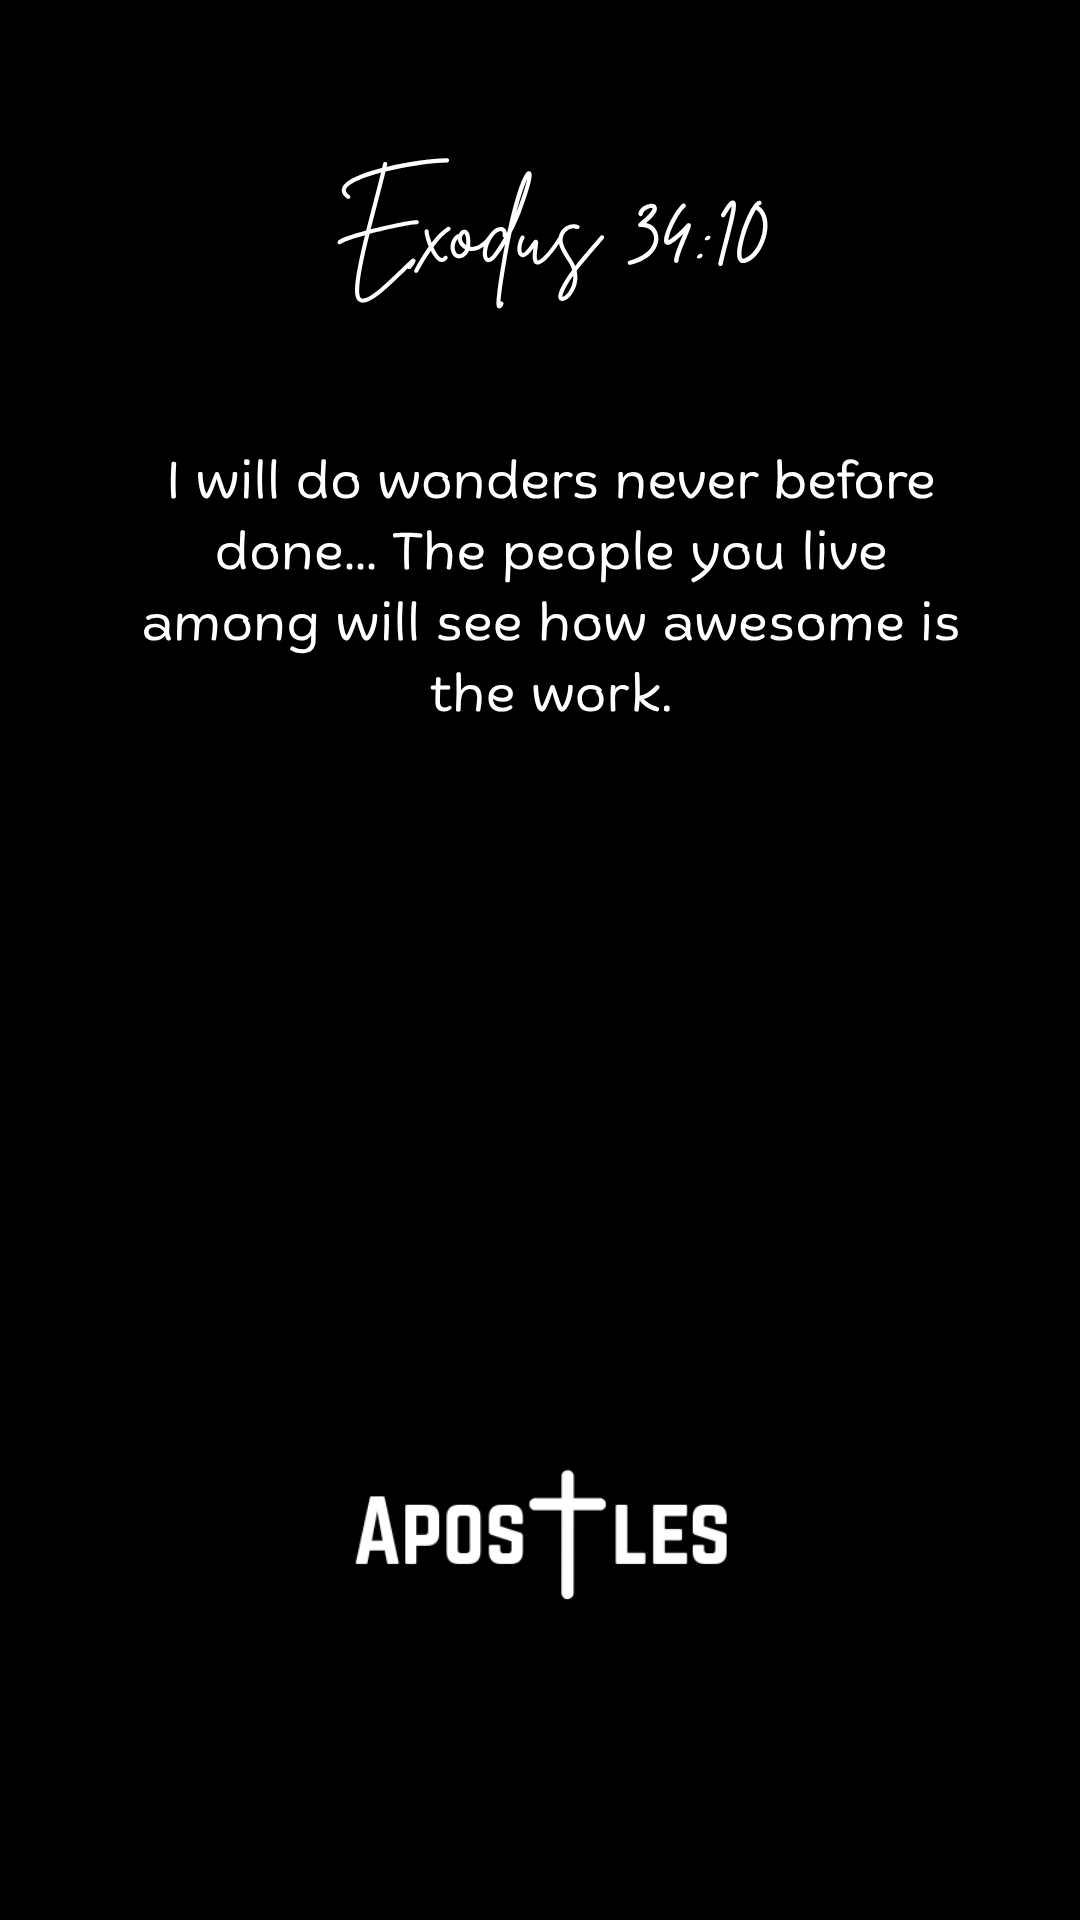 Exodus 34:10
I will do wonders never before
done... The people you live
among will see how awesome is
the work.
Apostles